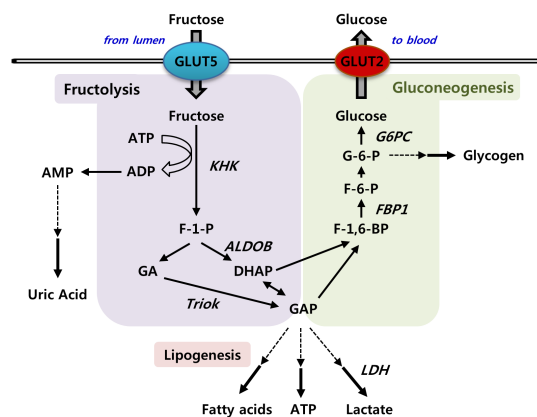 Fructose
Glucose
from lumen
to blood
GLUT5
GLUT2
Fructolysis
Gluconeogenesis
Fructose
Glucose
ATP
G6PC
G-6-P
Glycogen
AMP
ADP
KHK
F-6-P
FBP1
F-1-P
F-1,6-BP
ALDOB
GA
DHAP
Uric Acid
Triok
GAP
Lipogenesis
LDH
Fatty acids
ATP
Lactate